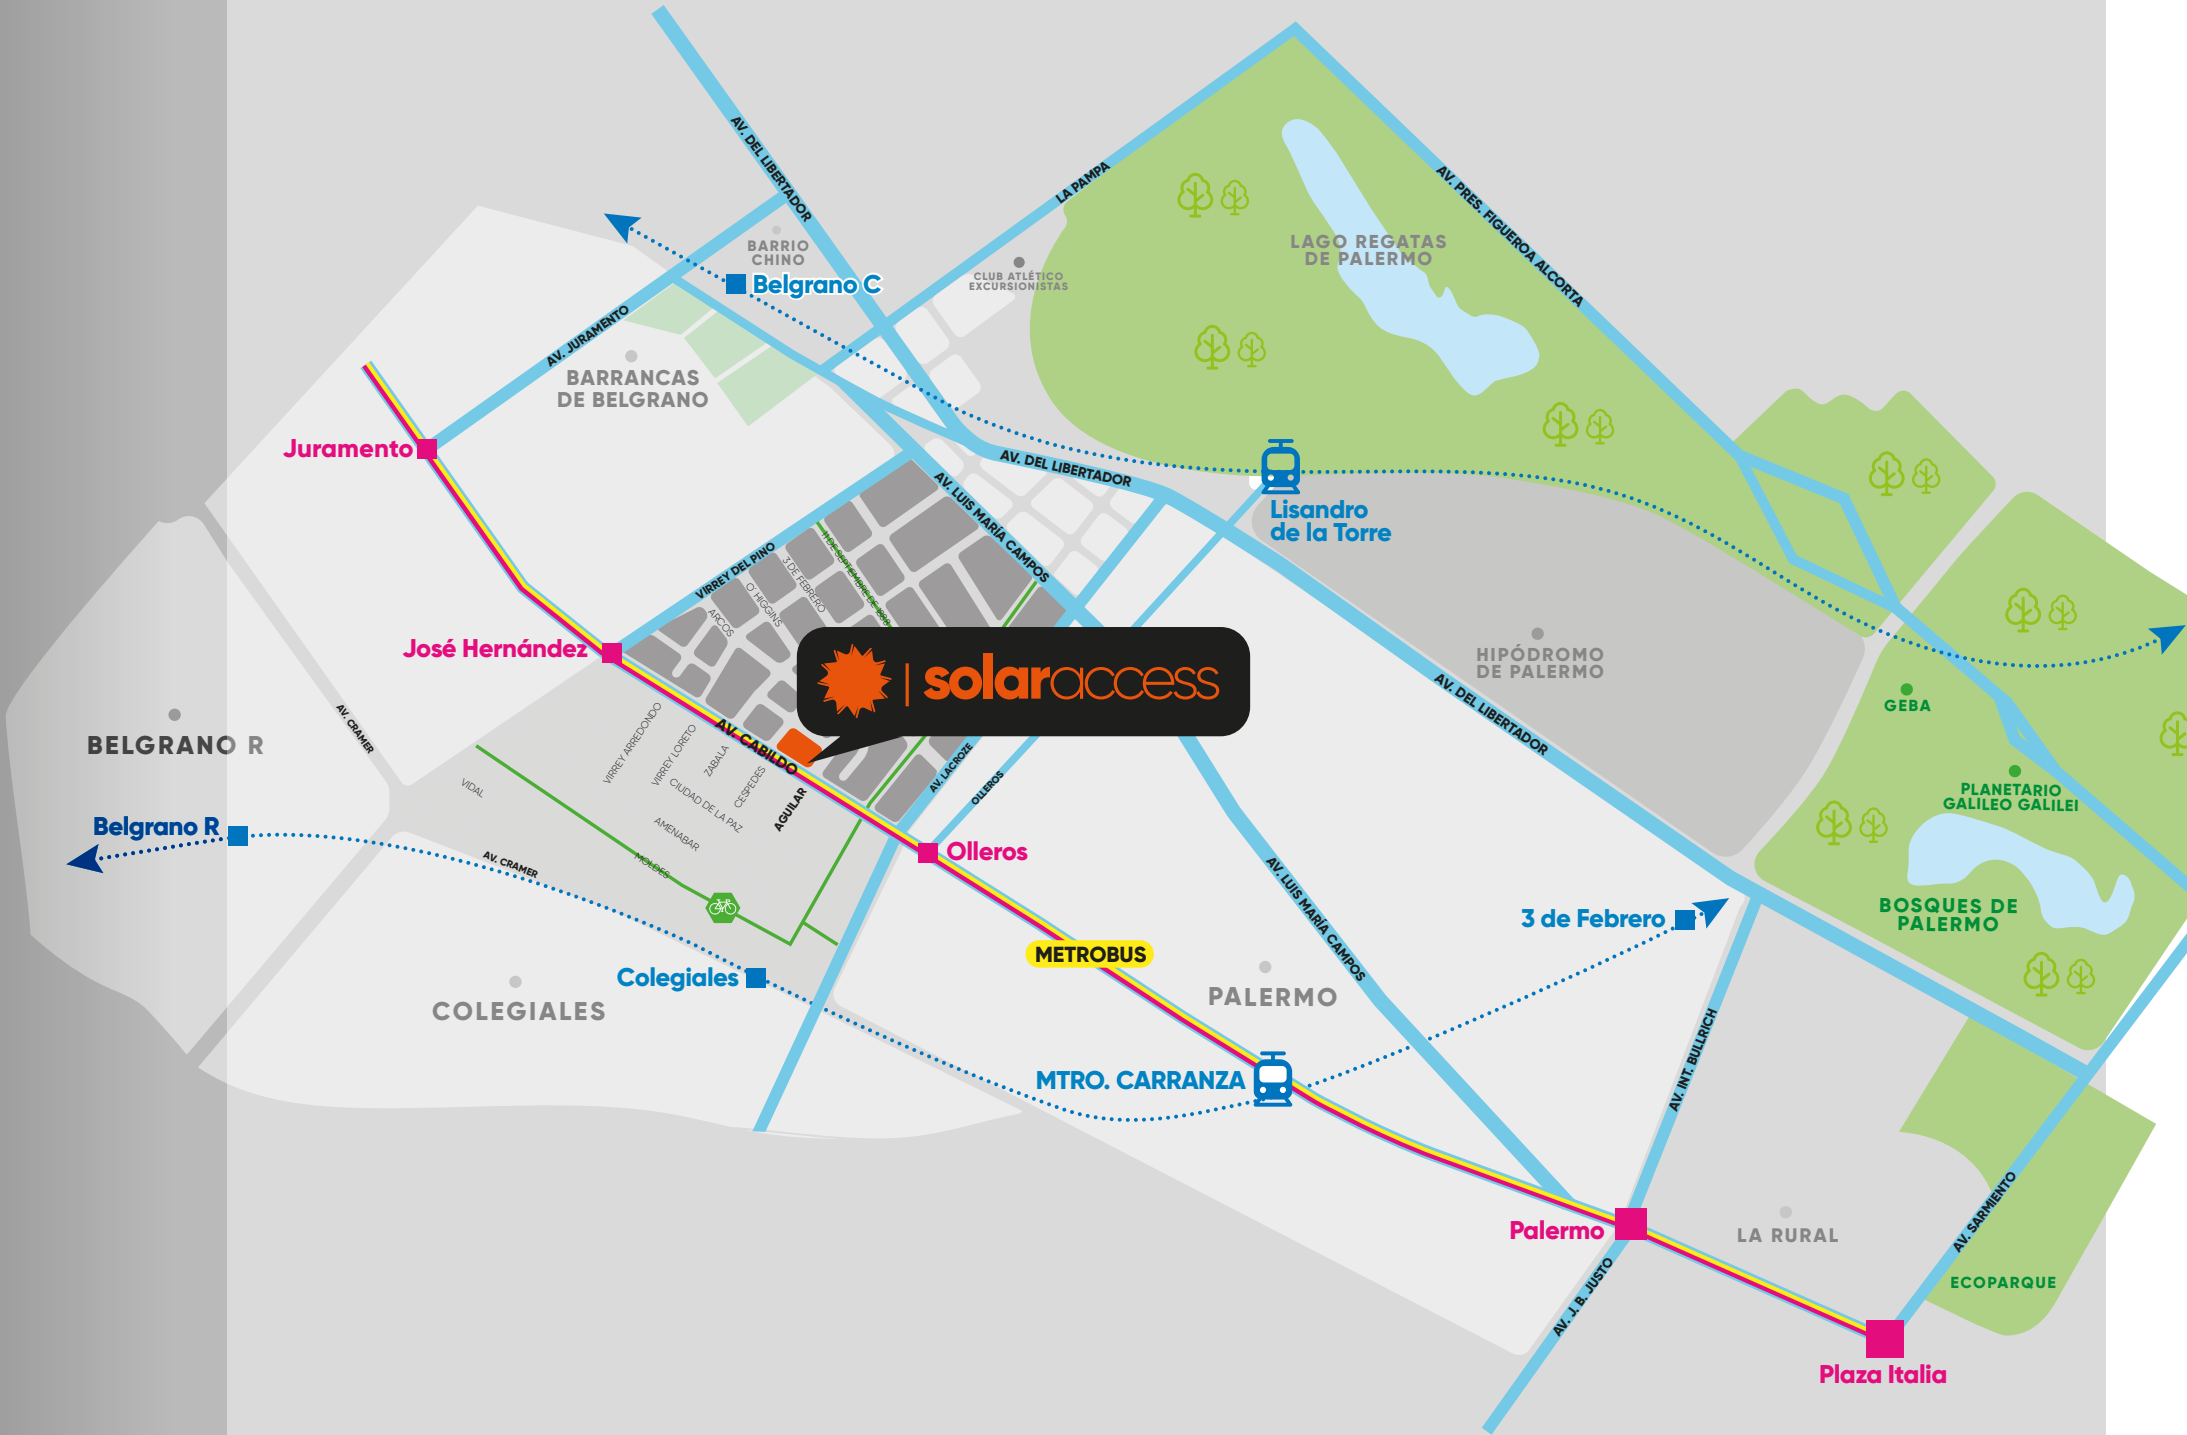 AV. DEL LIBERTADOR
LA PAMPA
AV. PRES. FIGUEROA ALCORTA
BARRIO
CHINO
Belgrano C
CLUB ATLÉTICO
EXCURSIONISTAS
LAGO REGATAS
DE PALERMO
AV. JURAMENTO
BARRANCAS
DE BELGRANO
Juramento
AV. DEL LIBERTADOR
AV. LUIS MARÍA CAMPOS
Lisandro
de la Torre
VIRREY DEL PINO
11 DE SEPTIEMBRE DE 1888
3 DE FEBRERO
O' HIGGINS
ARCOS
José Hernández
solaraccess
HIPÓDROMO
DE PALERMO
AV. DEL LIBERTADOR
GEBA
PLANETARIO
GALILEO GALILEI
BOSQUES DE
PALERMO
BELGRANO R
AV. CRAMER
VIRREY ARREDONDO
VIRREY LORETO
ZABALA
CESPEDES
AGUILAR
AV. CABILDO
AV. LACROZE
OLLEROS
VIDAL
CIUDAD DE LA PAZ
AMENABAR
MOLDES
Belgrano R
AV. CRAMER
Olleros
AV. LUIS MARÍA CAMPOS
3 de Febrero
METROBUS
Colegiales
COLEGIALES
PALERMO
MTRO. CARRANZA
AV. INT. BULLRICH
Palermo
LA RURAL
AV. SARMIENTO
ECOPARQUE
AV. J. B. JUSTO
Plaza Italia